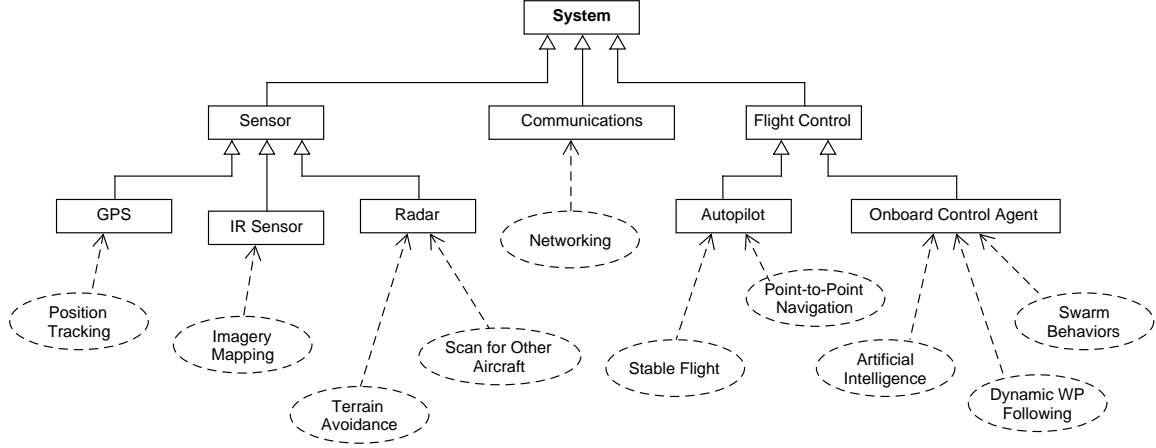 System
Sensor
Communications
Flight Control
GPS
IR Sensor
Radar
Autopilot
Onboard Control Agent
Networking
Position
Tracking
Imagery
Mapping
Terrain
Avoidance
Scan for Other
Aircraft
Stable Flight
Point-to-Point
Navigation
Artificial
Intelligence
Dynamic WP
Following
Swarm
Behaviors